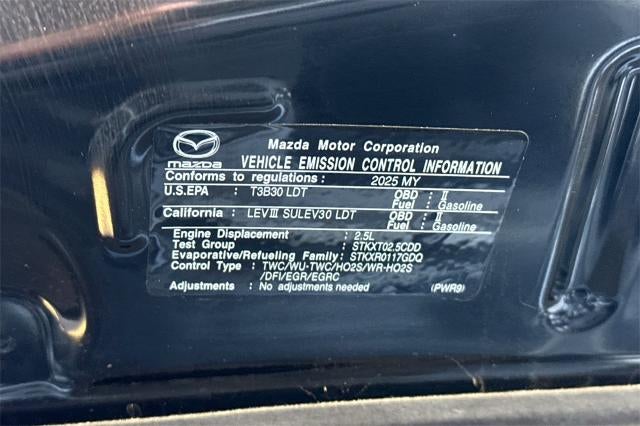 Mazda Motor Corporation
mazda VEHICLE EMISSION CONTROL INFORMATION
Conforms to regulations : 2025 MY
U.S.EPA : T3B30 LDT OBD : II
Fuel : Gasoline
California : LEVIII SULEV30 LDT OBD : II
Fuel : Gasoline
Engine Displacement : 2.5L
Test Group : STKXT02.5CDD
Evaporative/Refueling Family: STKXR0117GDQ
Control Type : TWC/WU-TWC/HO2S/WR-HO2S
/DFI/EGR/EGRC
Adjustments : No adjustments needed (PWR9)